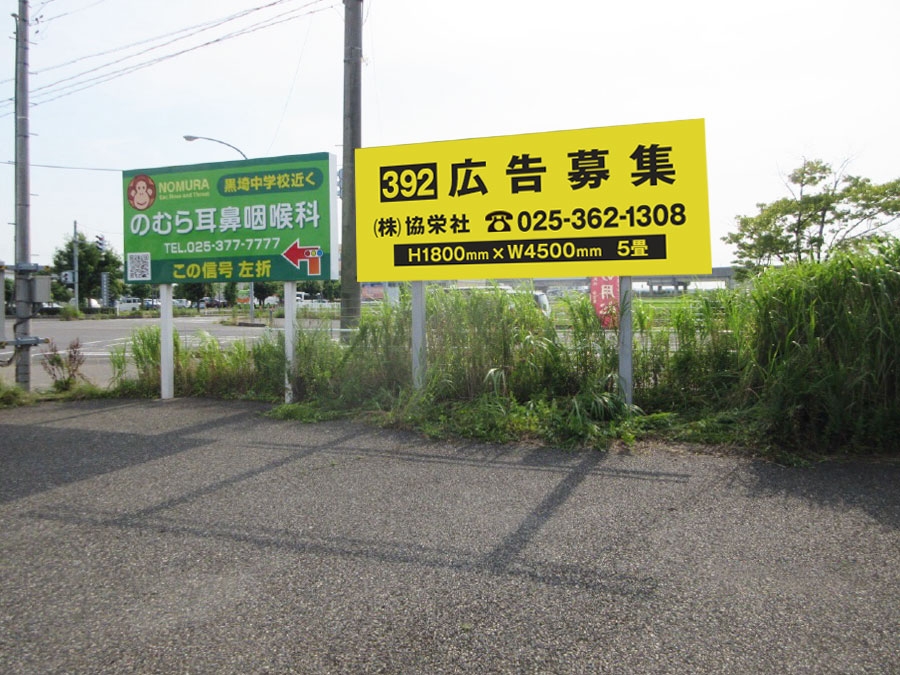 NOMURA
Ear, Nose and Throat
黒埼中学校近く
のむら耳鼻咽喉科
TEL.025-377-7777
この信号 左折
392 広告募集
(株)協栄社 ☎025-362-1308
H1800mm×W4500mm 5畳
用心